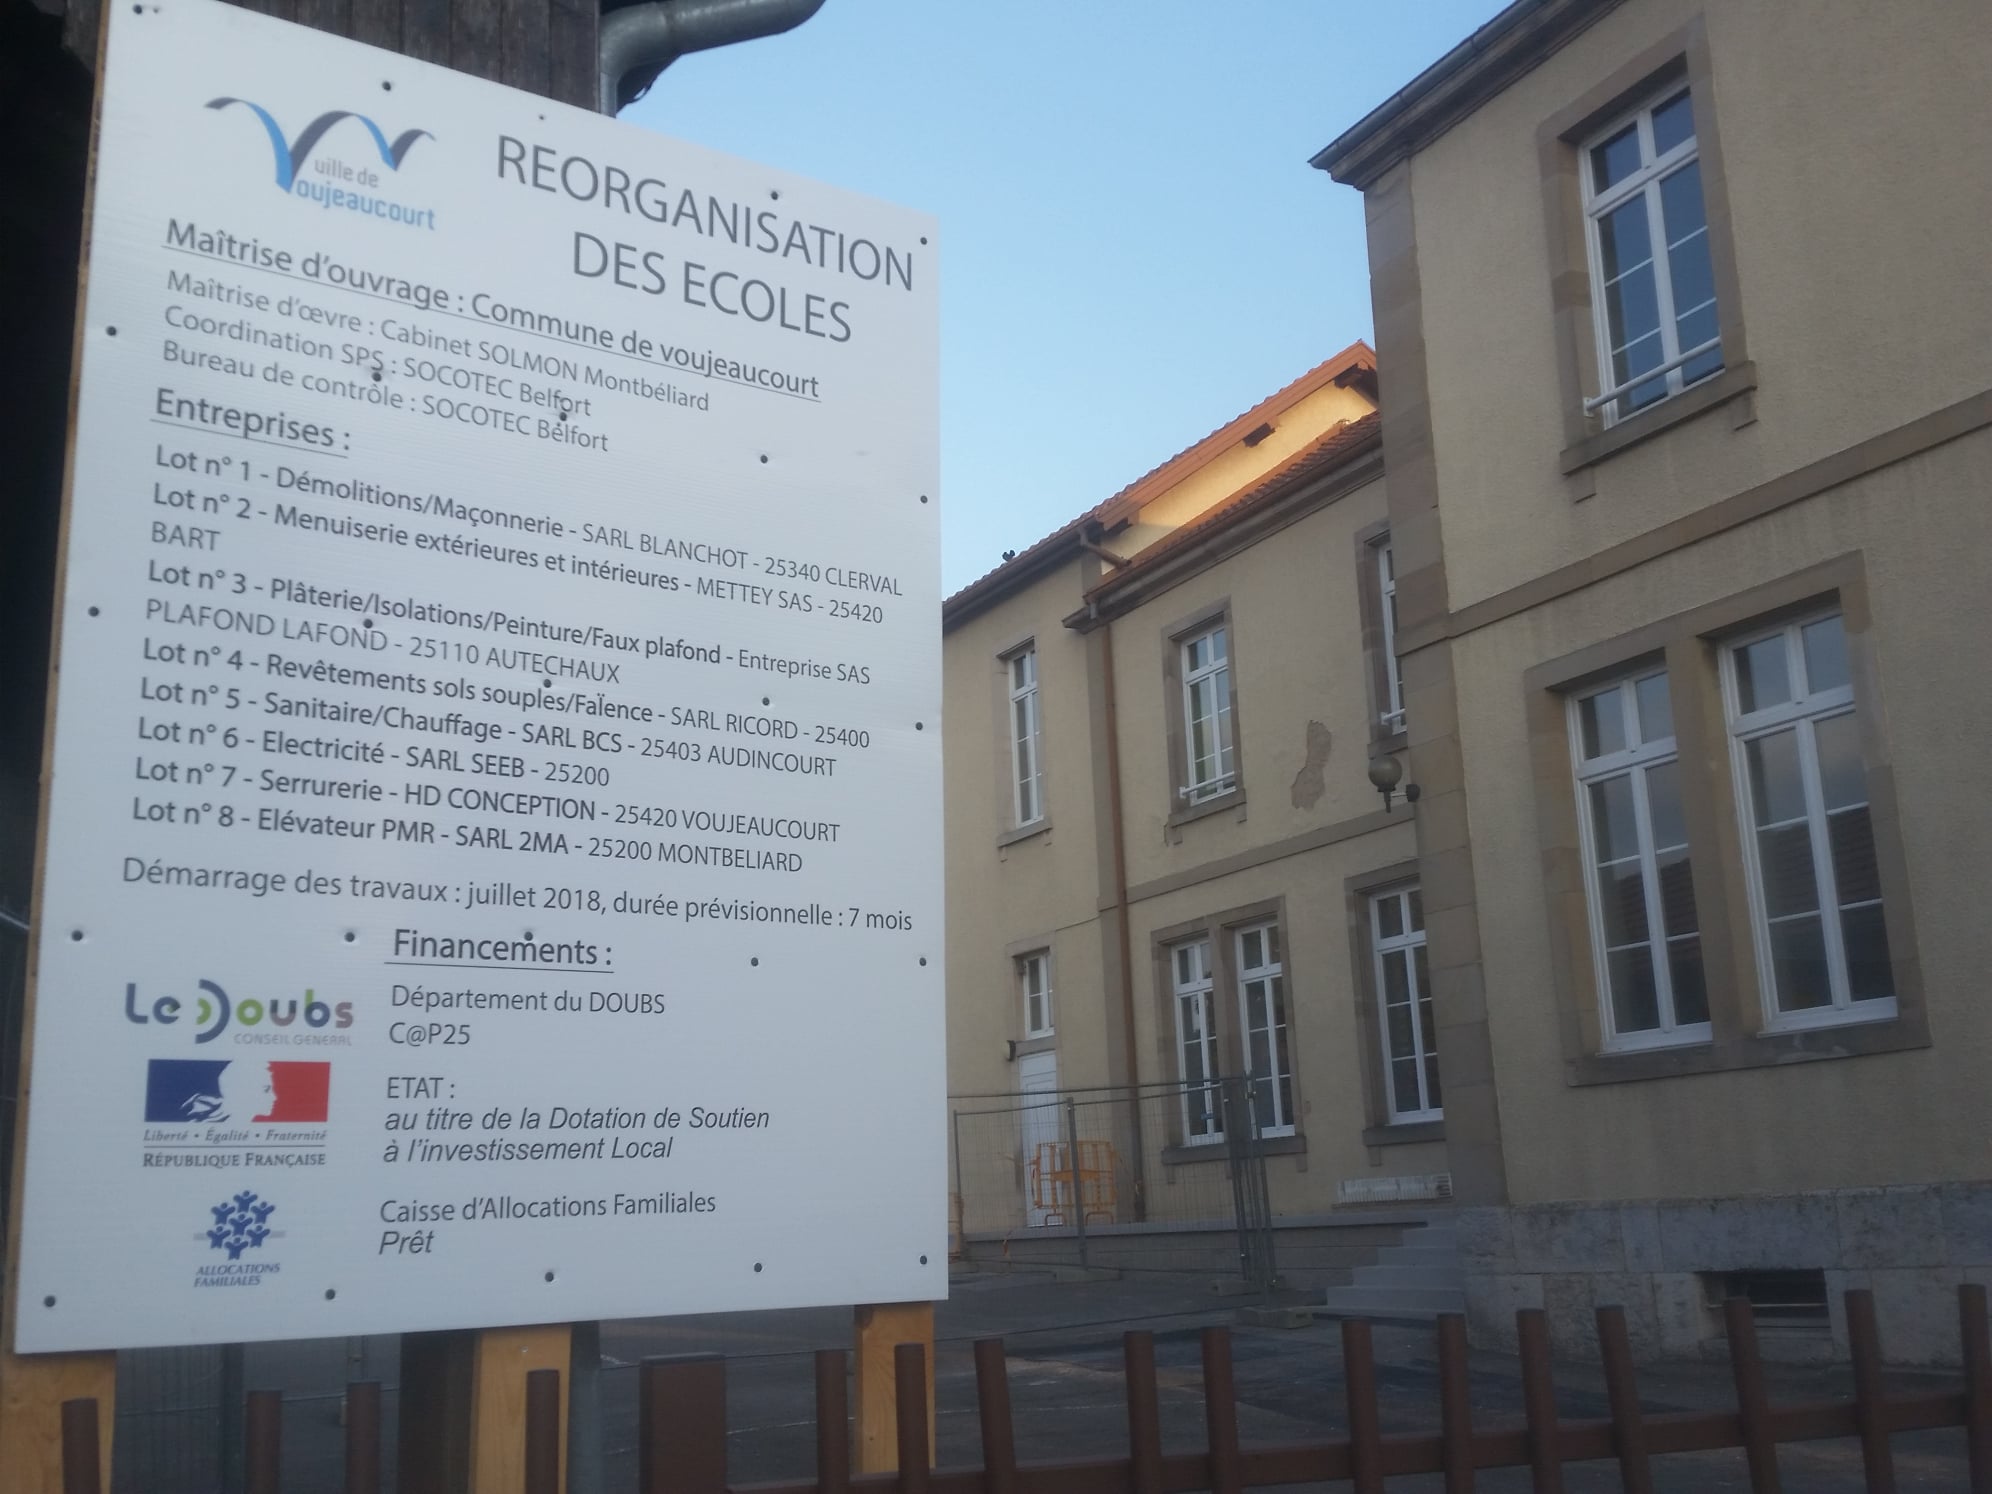 uille de
Voujeaucourt
REORGANISATION
DES ECOLES
Maîtrise d'ouvrage : Commune de voujeaucourt
Maîtrise d'œvre : Cabinet SOLMON Montbéliard
Coordination SPS : SOCOTEC Belfort
Bureau de contrôle : SOCOTEC Belfort
Entreprises :
Lot n° 1 - Démolitions/Maçonnerie - SARL BLANCHOT - 25340 CLERVAL
Lot n° 2 - Menuiserie extérieures et intérieures - METTEY SAS - 25420
BART
Lot n° 3 - Plâterie/Isolations/Peinture/Faux plafond - Entreprise SAS
PLAFOND LAFOND - 25110 AUTECHAUX
Lot n° 4 - Revêtements sols souples/FaÏence - SARL RICORD - 25400
Lot n° 5 - Sanitaire/Chauffage - SARL BCS - 25403 AUDINCOURT
Lot n° 6 - Electricité - SARL SEEB - 25200
Lot n° 7 - Serrurerie - HD CONCEPTION - 25420 VOUJEAUCOURT
Lot n° 8 - Elévateur PMR - SARL 2MA - 25200 MONTBELIARD
Démarrage des travaux : juillet 2018, durée prévisionnelle : 7 mois
Financements :
Le Doubs
CONSEIL GENERAL
Département du DOUBS
C@P25
Liberté • Égalité • Fraternité
RÉPUBLIQUE FRANÇAISE
ETAT :
au titre de la Dotation de Soutien
à l'investissement Local
ALLOCATIONS
FAMILIALES
Caisse d'Allocations Familiales
Prêt